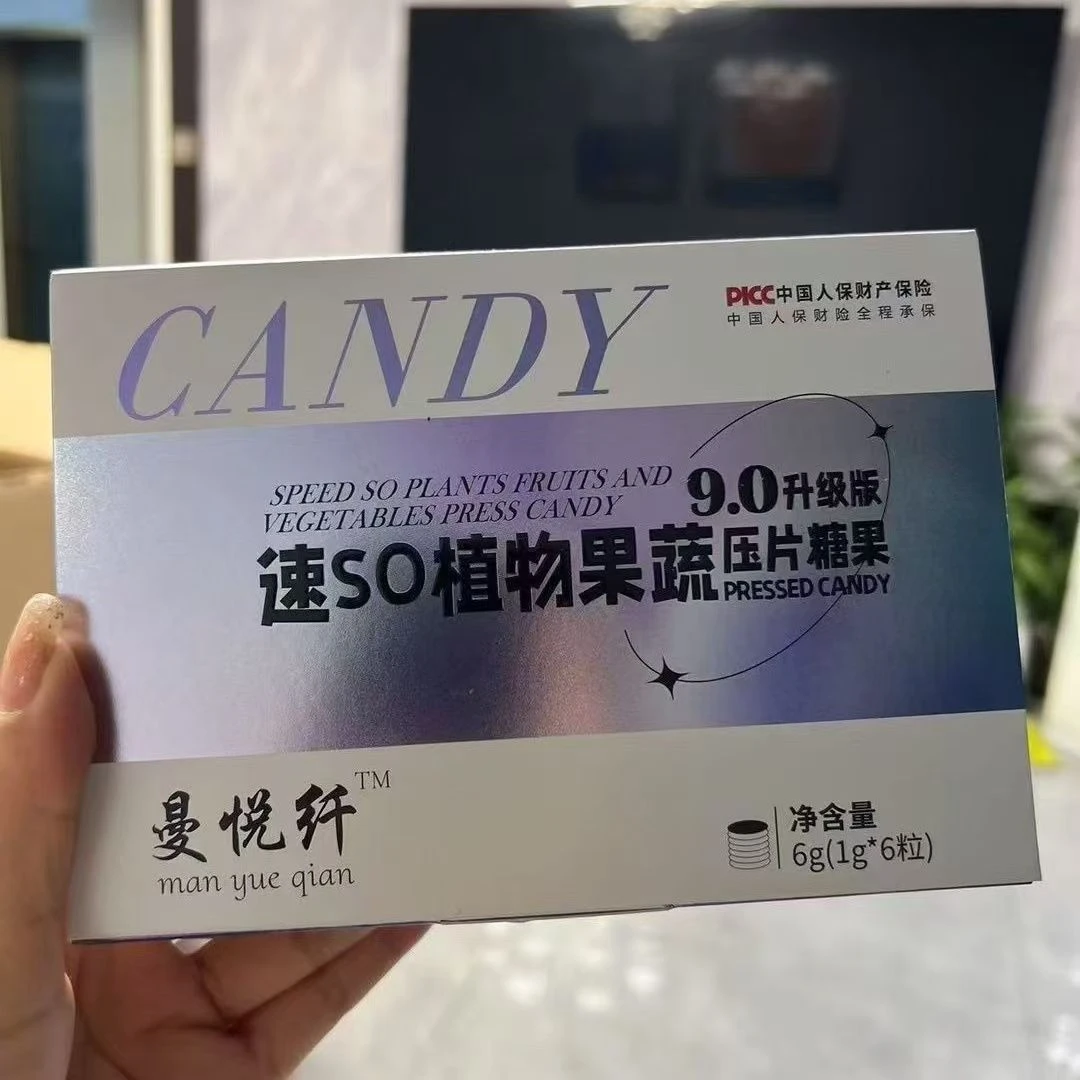 CANDY
PICC中国人保财产保险
中国人保财险全程承保
SPEED SO PLANTS FRUITS AND
VEGETABLES PRESS CANDY
9.0升级版
速SO植物果蔬压片糖果
PRESSED CANDY
曼悦纤TM
man yue qian
净含量
6g(1g*6粒)